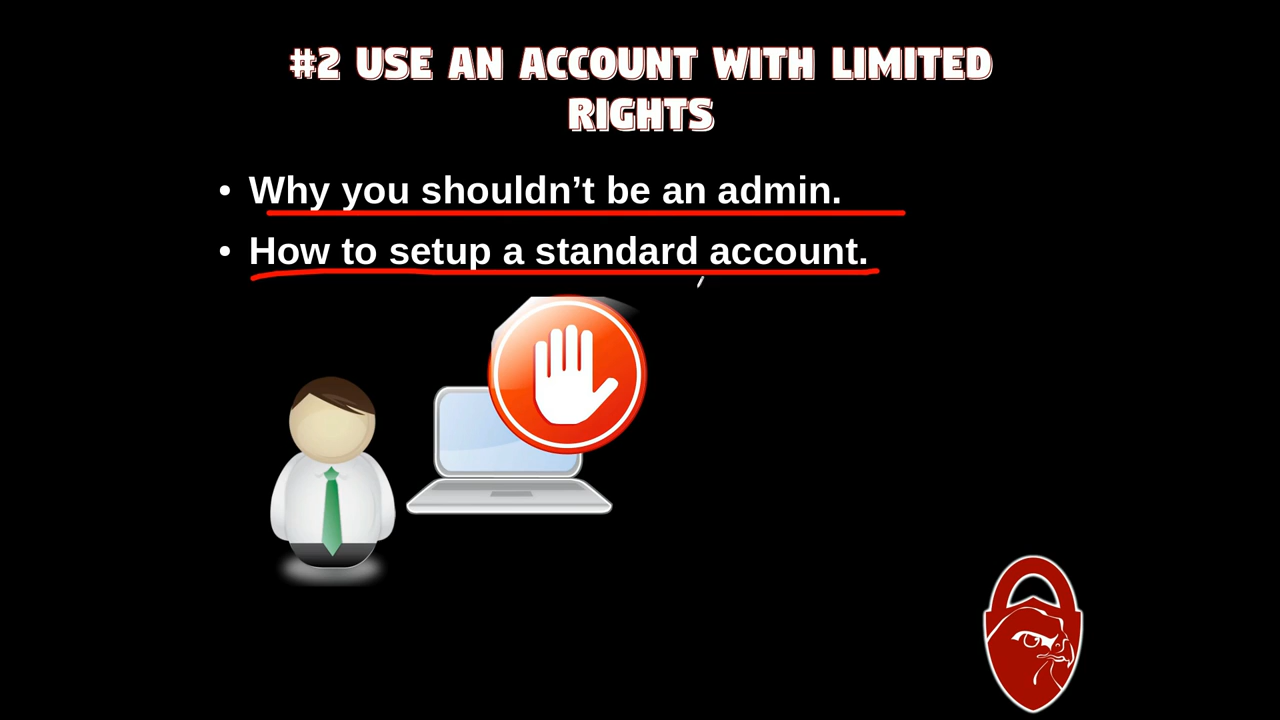 #2 USE AN ACCOUNT WITH LIMITED
RIGHTS
• Why you shouldn’t be an admin.
• How to setup a standard account.